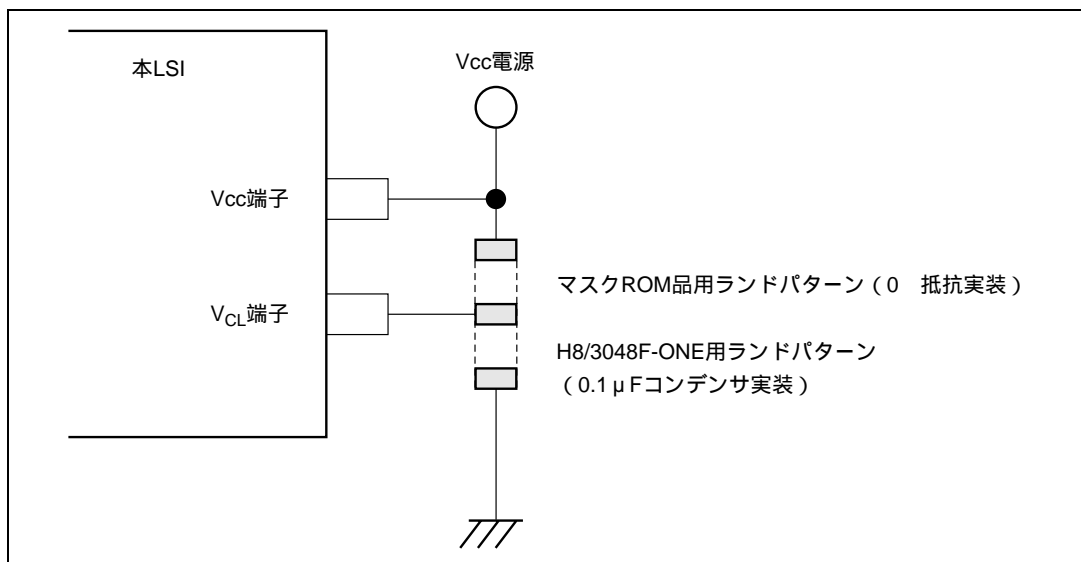 本LSI
Vcc電源
Vcc端子
マスクROM品用ランドパターン（0　抵抗実装）
VCL端子
H8/3048F-ONE用ランドパターン
（0.1μFコンデンサ実装）